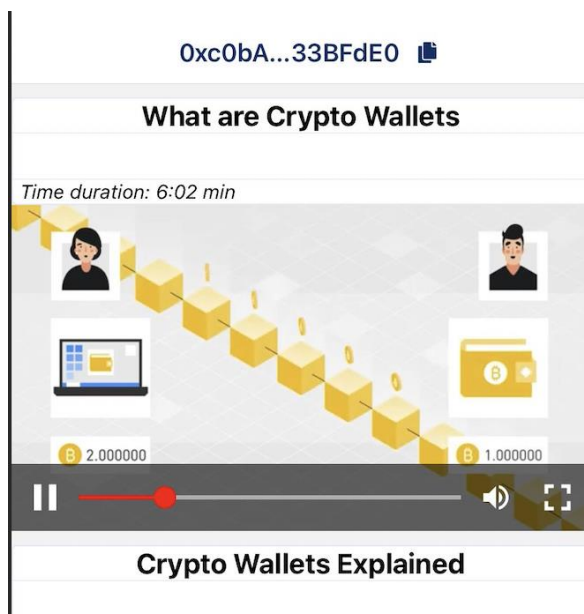 0xc0bA...33BFdE0
What are Crypto Wallets
Time duration: 6:02 min
B 2.000000
B
B 1.000000
Crypto Wallets Explained